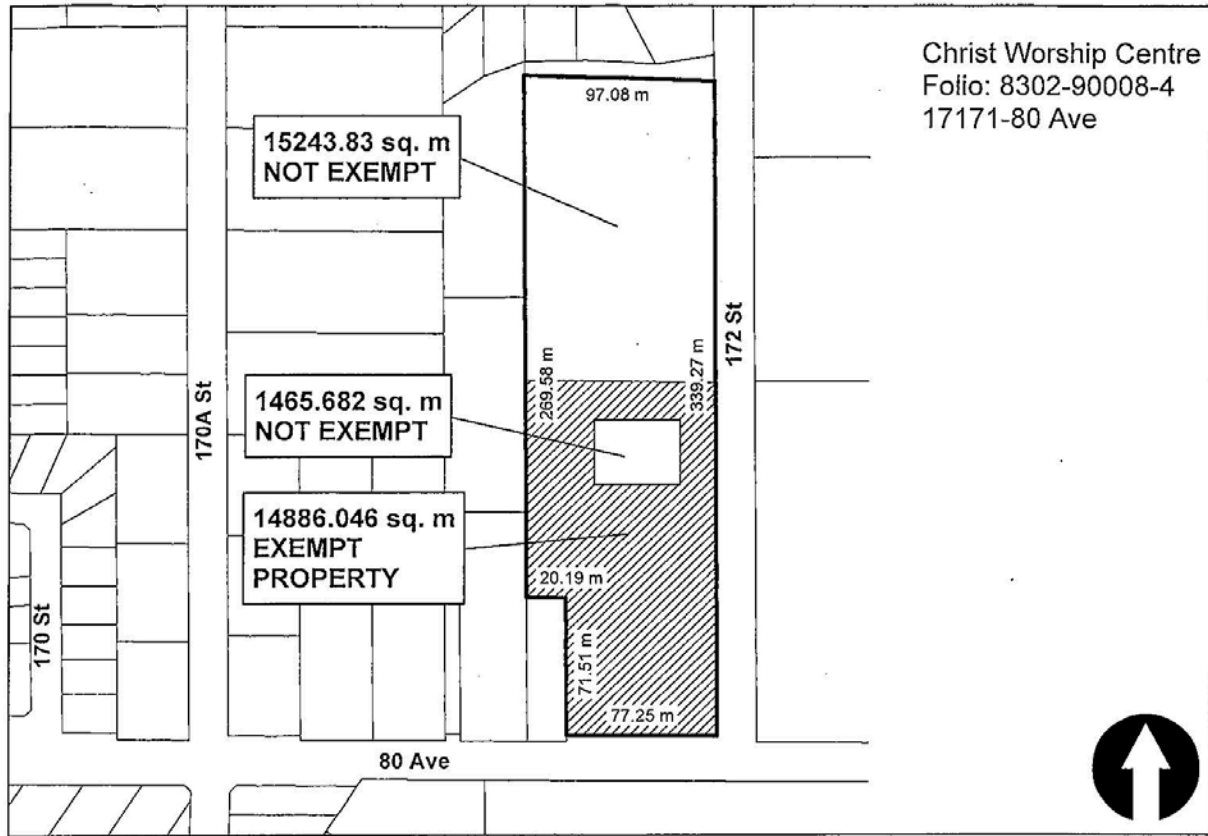 Christ Worship Centre
Folio: 8302-90008-4
17171-80 Ave
97.08 m
15243.83 sq. m
NOT EXEMPT
172 St
269.58 m
339.27 m
170A St
1465.682 sq. m
NOT EXEMPT
14886.046 sq. m
EXEMPT
PROPERTY
20.19 m
170 St
71.51 m
77.25 m
80 Ave